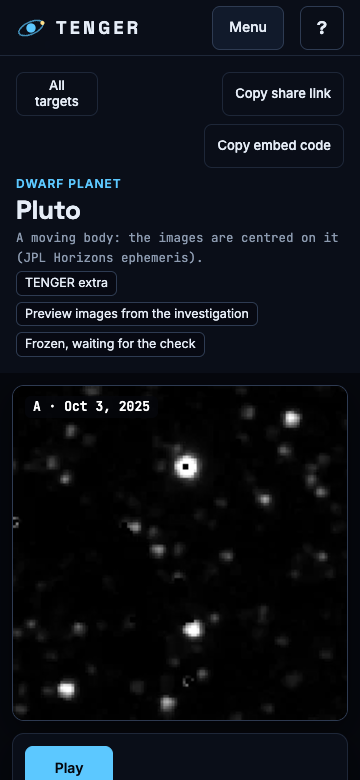 TENGER
Menu
?
All
targets
Copy share link
Copy embed code
DWARF PLANET
Pluto
A moving body: the images are centred on it
(JPL Horizons ephemeris).
TENGER extra
Preview images from the investigation
Frozen, waiting for the check
A · Oct 3, 2025
Play